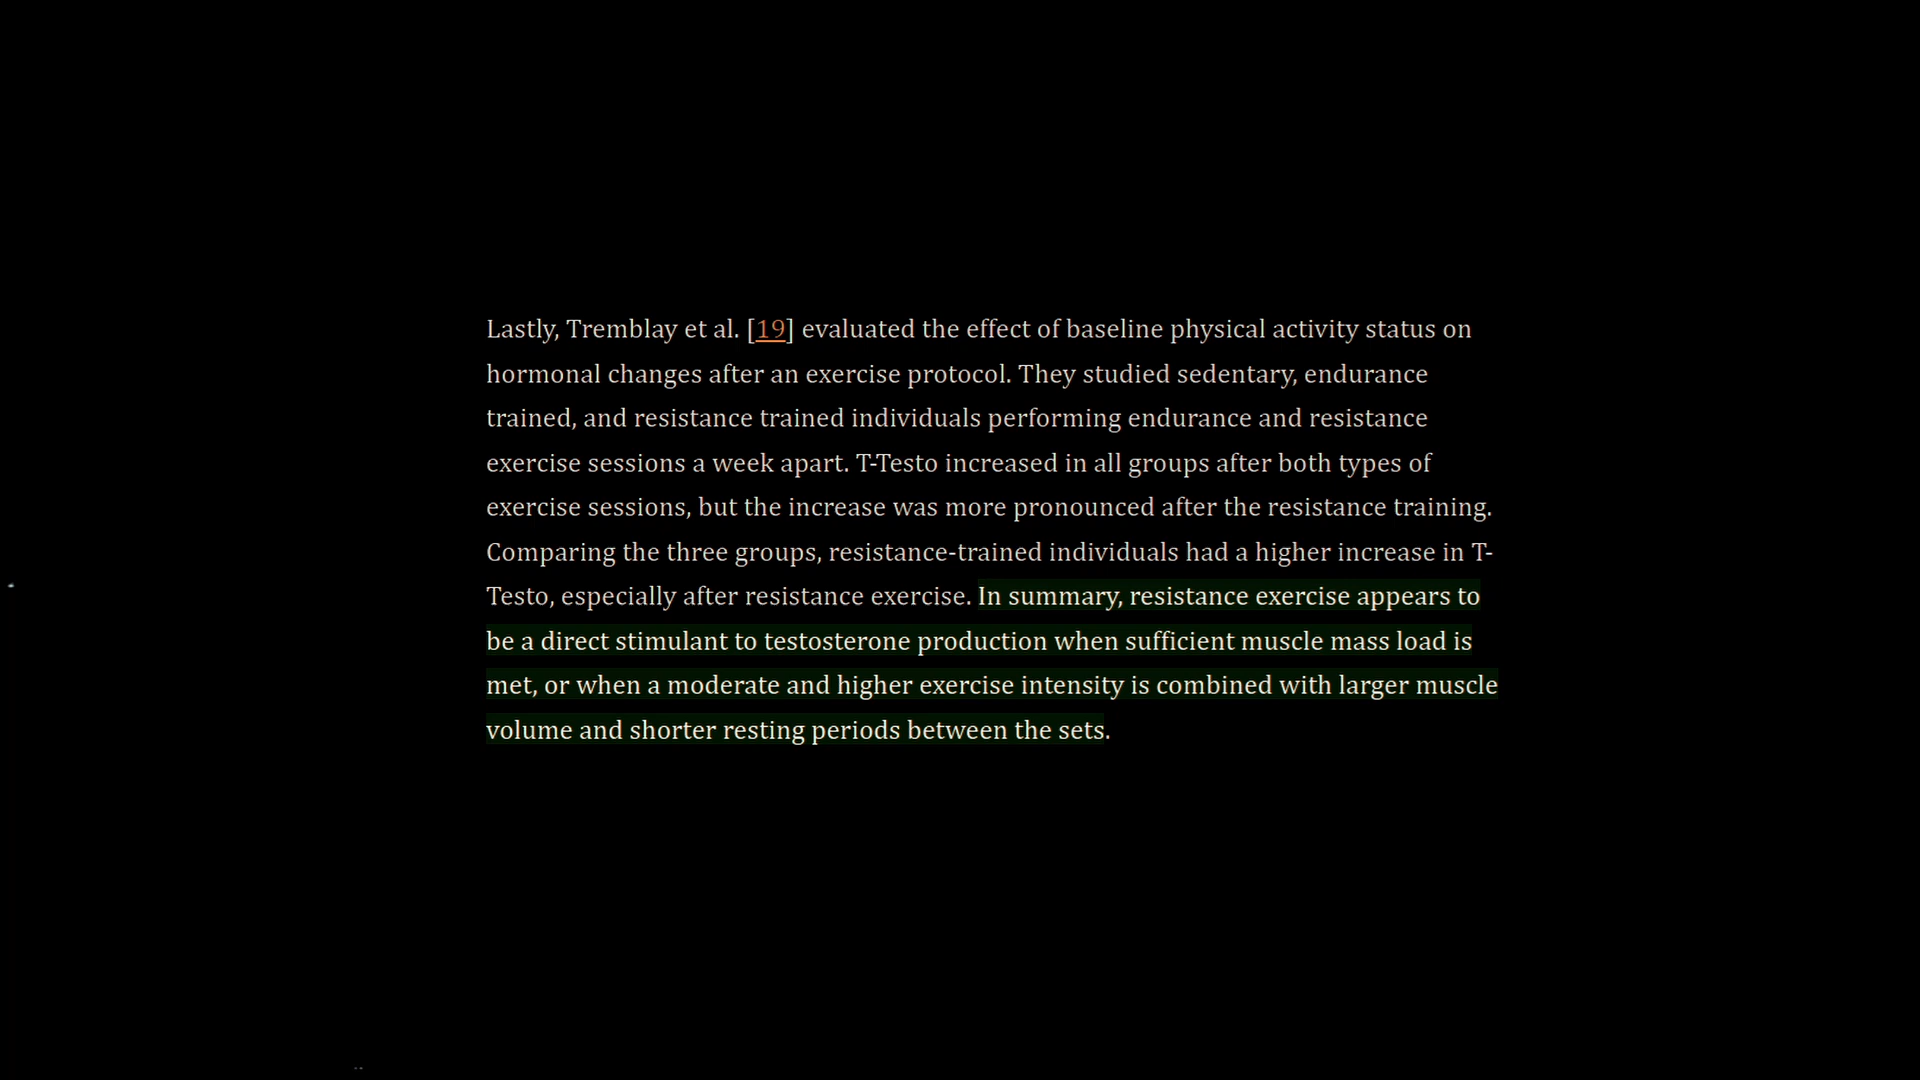 Lastly, Tremblay et al. [19] evaluated the effect of baseline physical activity status on
hormonal changes after an exercise protocol. They studied sedentary, endurance
trained, and resistance trained individuals performing endurance and resistance
exercise sessions a week apart. T-Testo increased in all groups after both types of
exercise sessions, but the increase was more pronounced after the resistance training.
Comparing the three groups, resistance-trained individuals had a higher increase in T-
Testo, especially after resistance exercise. In summary, resistance exercise appears to
be a direct stimulant to testosterone production when sufficient muscle mass load is
met, or when a moderate and higher exercise intensity is combined with larger muscle
volume and shorter resting periods between the sets.